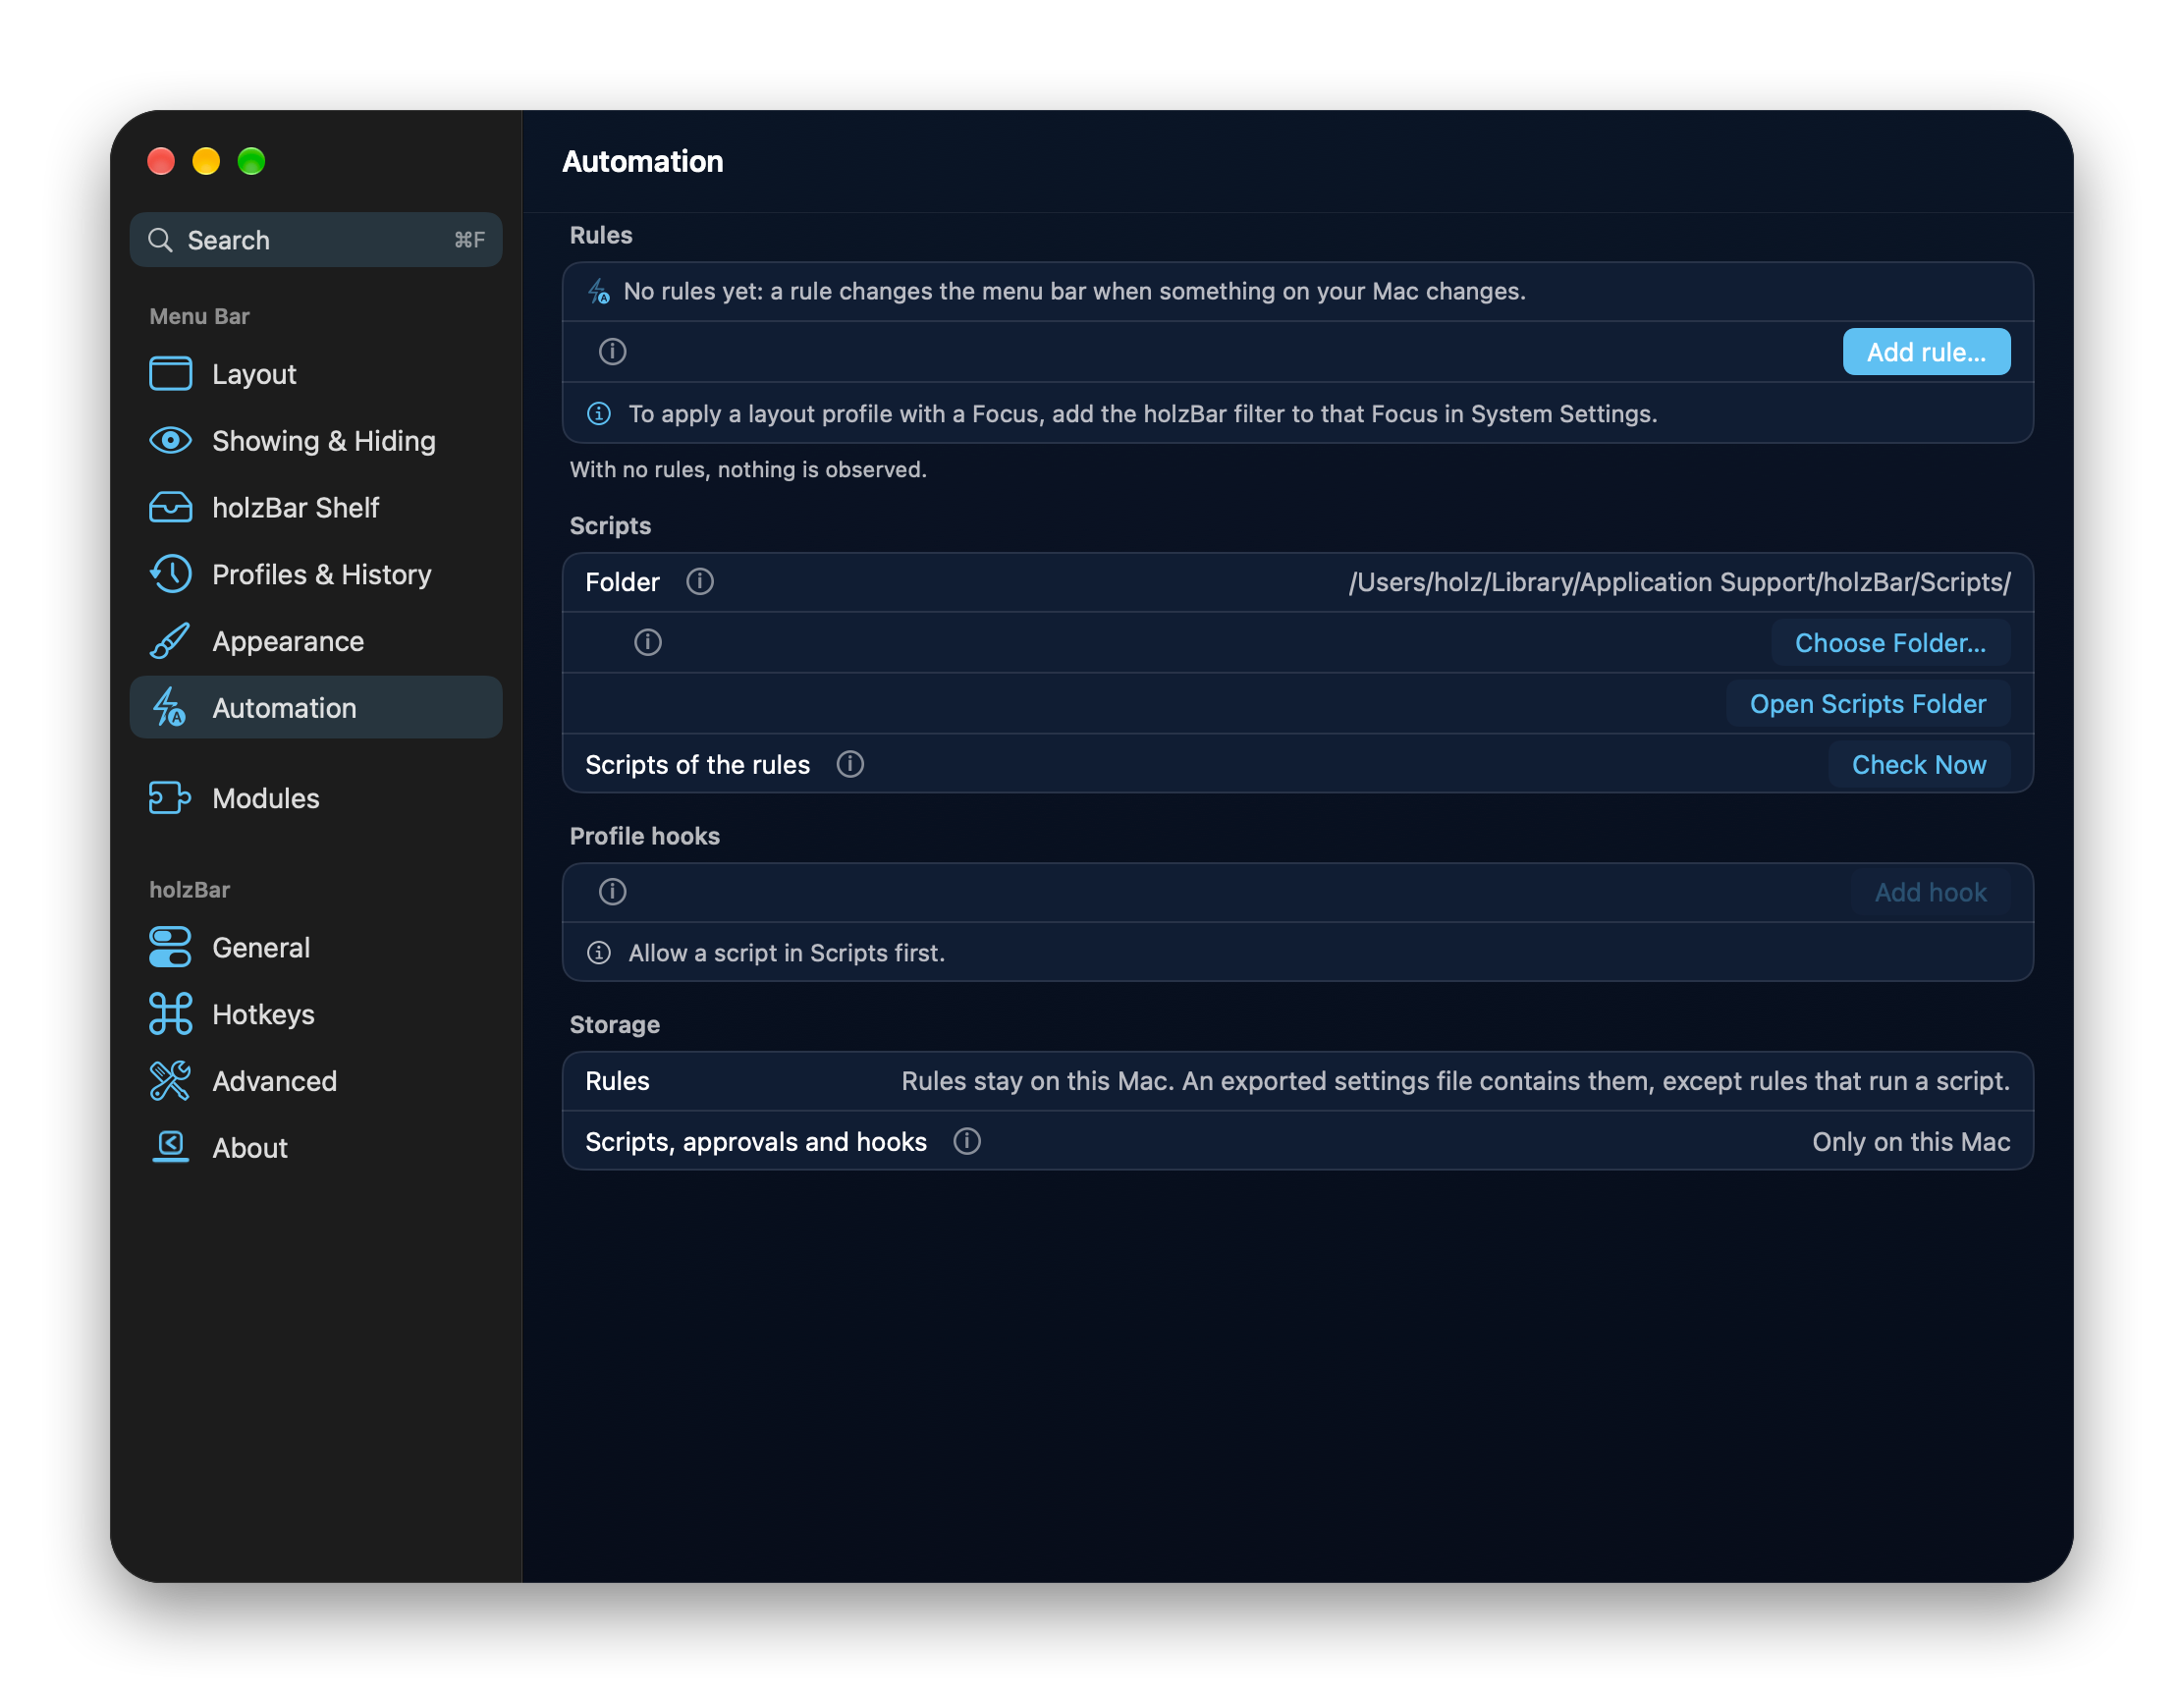 Automation
Search ⌘F
Menu Bar
Layout
Showing & Hiding
holzBar Shelf
Profiles & History
Appearance
Automation
Modules
holzBar
General
Hotkeys
Advanced
About
Rules
No rules yet: a rule changes the menu bar when something on your Mac changes.
Add rule...
To apply a layout profile with a Focus, add the holzBar filter to that Focus in System Settings.
With no rules, nothing is observed.
Scripts
Folder /Users/holz/Library/Application Support/holzBar/Scripts/
Choose Folder...
Open Scripts Folder
Scripts of the rules Check Now
Profile hooks
Add hook
Allow a script in Scripts first.
Storage
Rules Rules stay on this Mac. An exported settings file contains them, except rules that run a script.
Scripts, approvals and hooks Only on this Mac